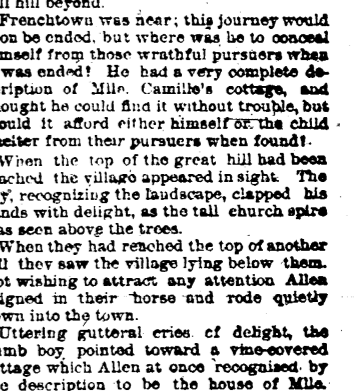 ll hill beyond.
Frenchtown was near; this journey would
on be ended, but where was he to conceal
mself from those wrathful pursuers when
was ended? He had a very complete de-
ription of Mlle. Camille's cottage, and
ought he could find it without trouble, but
ould it afford either himself or the child
elter from their pursuers when found?
When the top of the great hill had been
ached the village appeared in sight. The
y, recognizing the landscape, clapped his
nds with delight, as the tall church spire
as seen above the trees.
When they had reached the top of another
ll they saw the village lying below them.
ot wishing to attract any attention Allen
igned in their horse and rode quietly
wn into the town.
Uttering gutteral cries of delight, the
mb boy pointed toward a vine-covered
ttage which Allen at once recognized by
e description to be the house of Mlle.